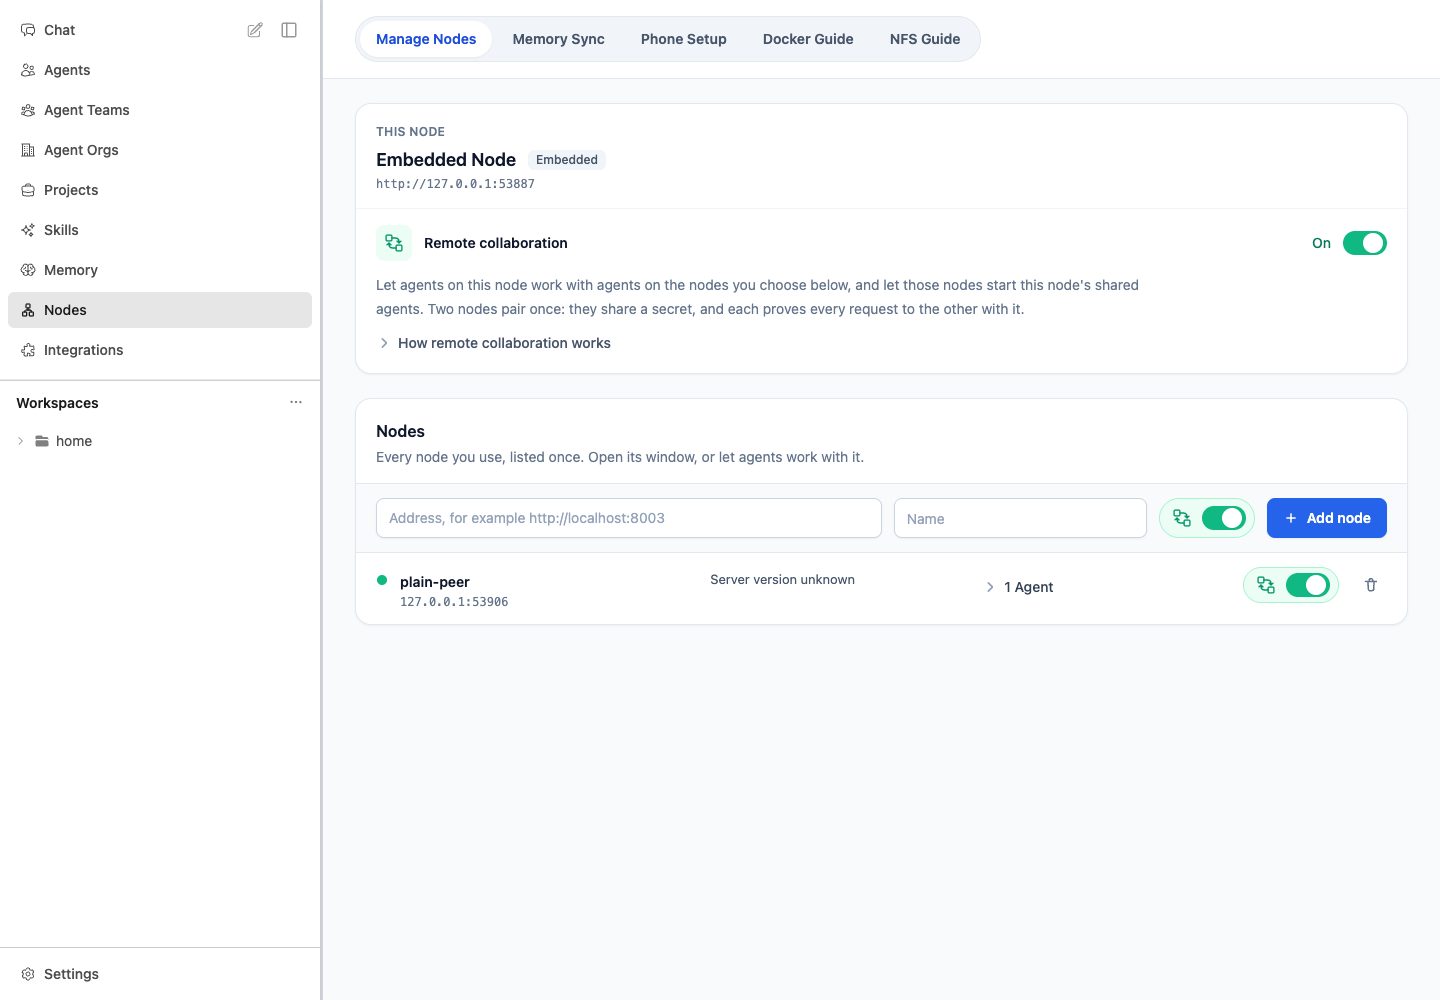 Chat
Agents
Agent Teams
Agent Orgs
Projects
Skills
Memory
Nodes
Integrations
Workspaces
home
Settings
Manage Nodes
Memory Sync
Phone Setup
Docker Guide
NFS Guide
THIS NODE
Embedded Node
Embedded
http://127.0.0.1:53887
Remote collaboration
On
Let agents on this node work with agents on the nodes you choose below, and let those nodes start this node's shared
agents. Two nodes pair once: they share a secret, and each proves every request to the other with it.
How remote collaboration works
Nodes
Every node you use, listed once. Open its window, or let agents work with it.
Address, for example http://localhost:8003
Name
Add node
plain-peer
127.0.0.1:53906
Server version unknown
1 Agent